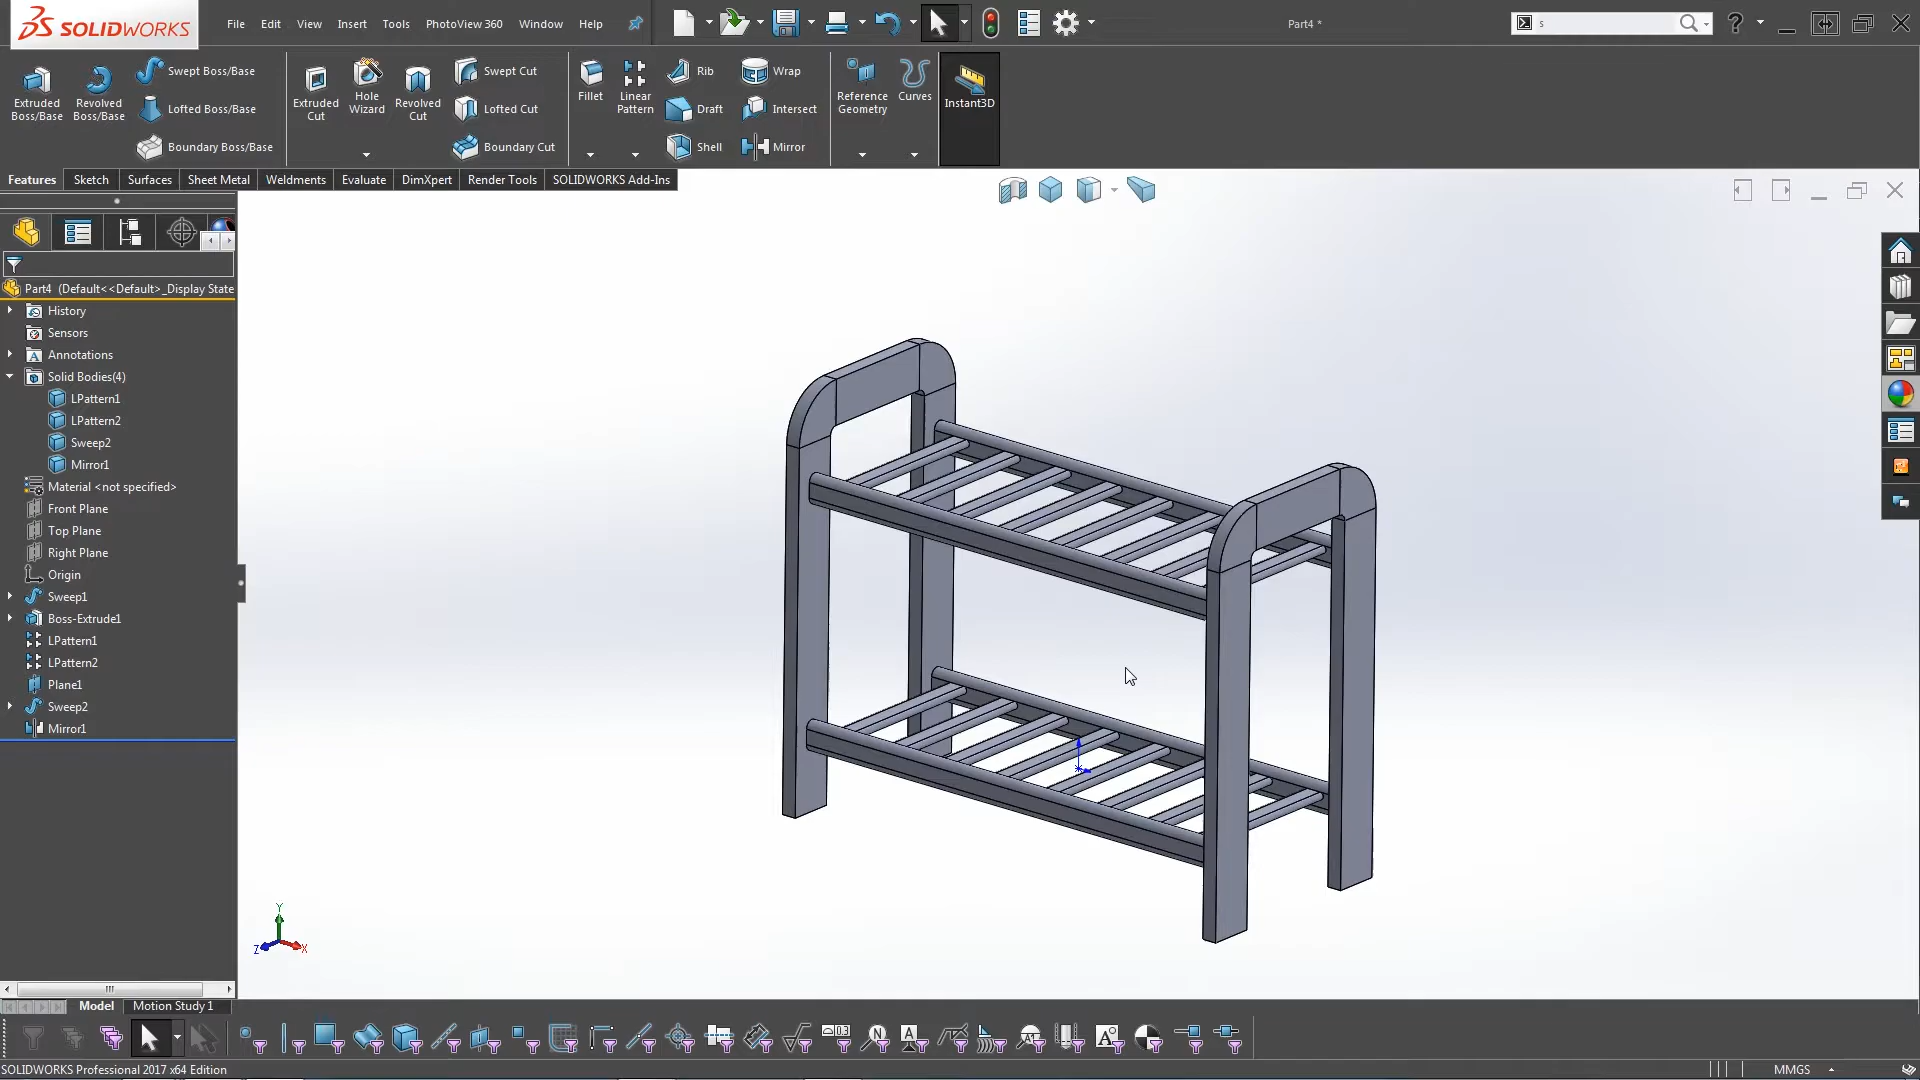 SOLIDWORKS
File Edit View Insert Tools PhotoView 360 Window Help
Part4 *
s
Extruded Boss/Base
Revolved Boss/Base
Swept Boss/Base
Lofted Boss/Base
Boundary Boss/Base
Extruded Cut
Hole Wizard
Revolved Cut
Swept Cut
Lofted Cut
Boundary Cut
Fillet
Linear Pattern
Rib
Draft
Shell
Wrap
Intersect
Mirror
Reference Geometry
Curves
Instant3D
Features Sketch Surfaces Sheet Metal Weldments Evaluate DimXpert Render Tools SOLIDWORKS Add-Ins
Part4 (Default<<Default>_Display State
History
Sensors
Annotations
Solid Bodies(4)
LPattern1
LPattern2
Sweep2
Mirror1
Material <not specified>
Front Plane
Top Plane
Right Plane
Origin
Sweep1
Boss-Extrude1
LPattern1
LPattern2
Plane1
Sweep2
Mirror1
Y
Z
X
Model Motion Study 1
SOLIDWORKS Professional 2017 x64 Edition
MMGS